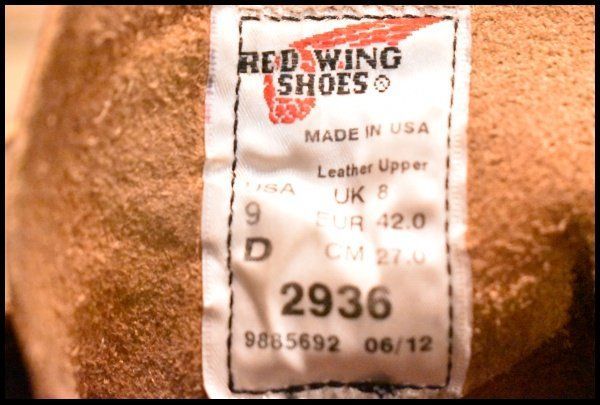 RED WING
SHOES®
MADE IN USA
Leather Upper
USA UK 8
9 EUR 42.0
D CM 27.0
2936
9885692 06/12